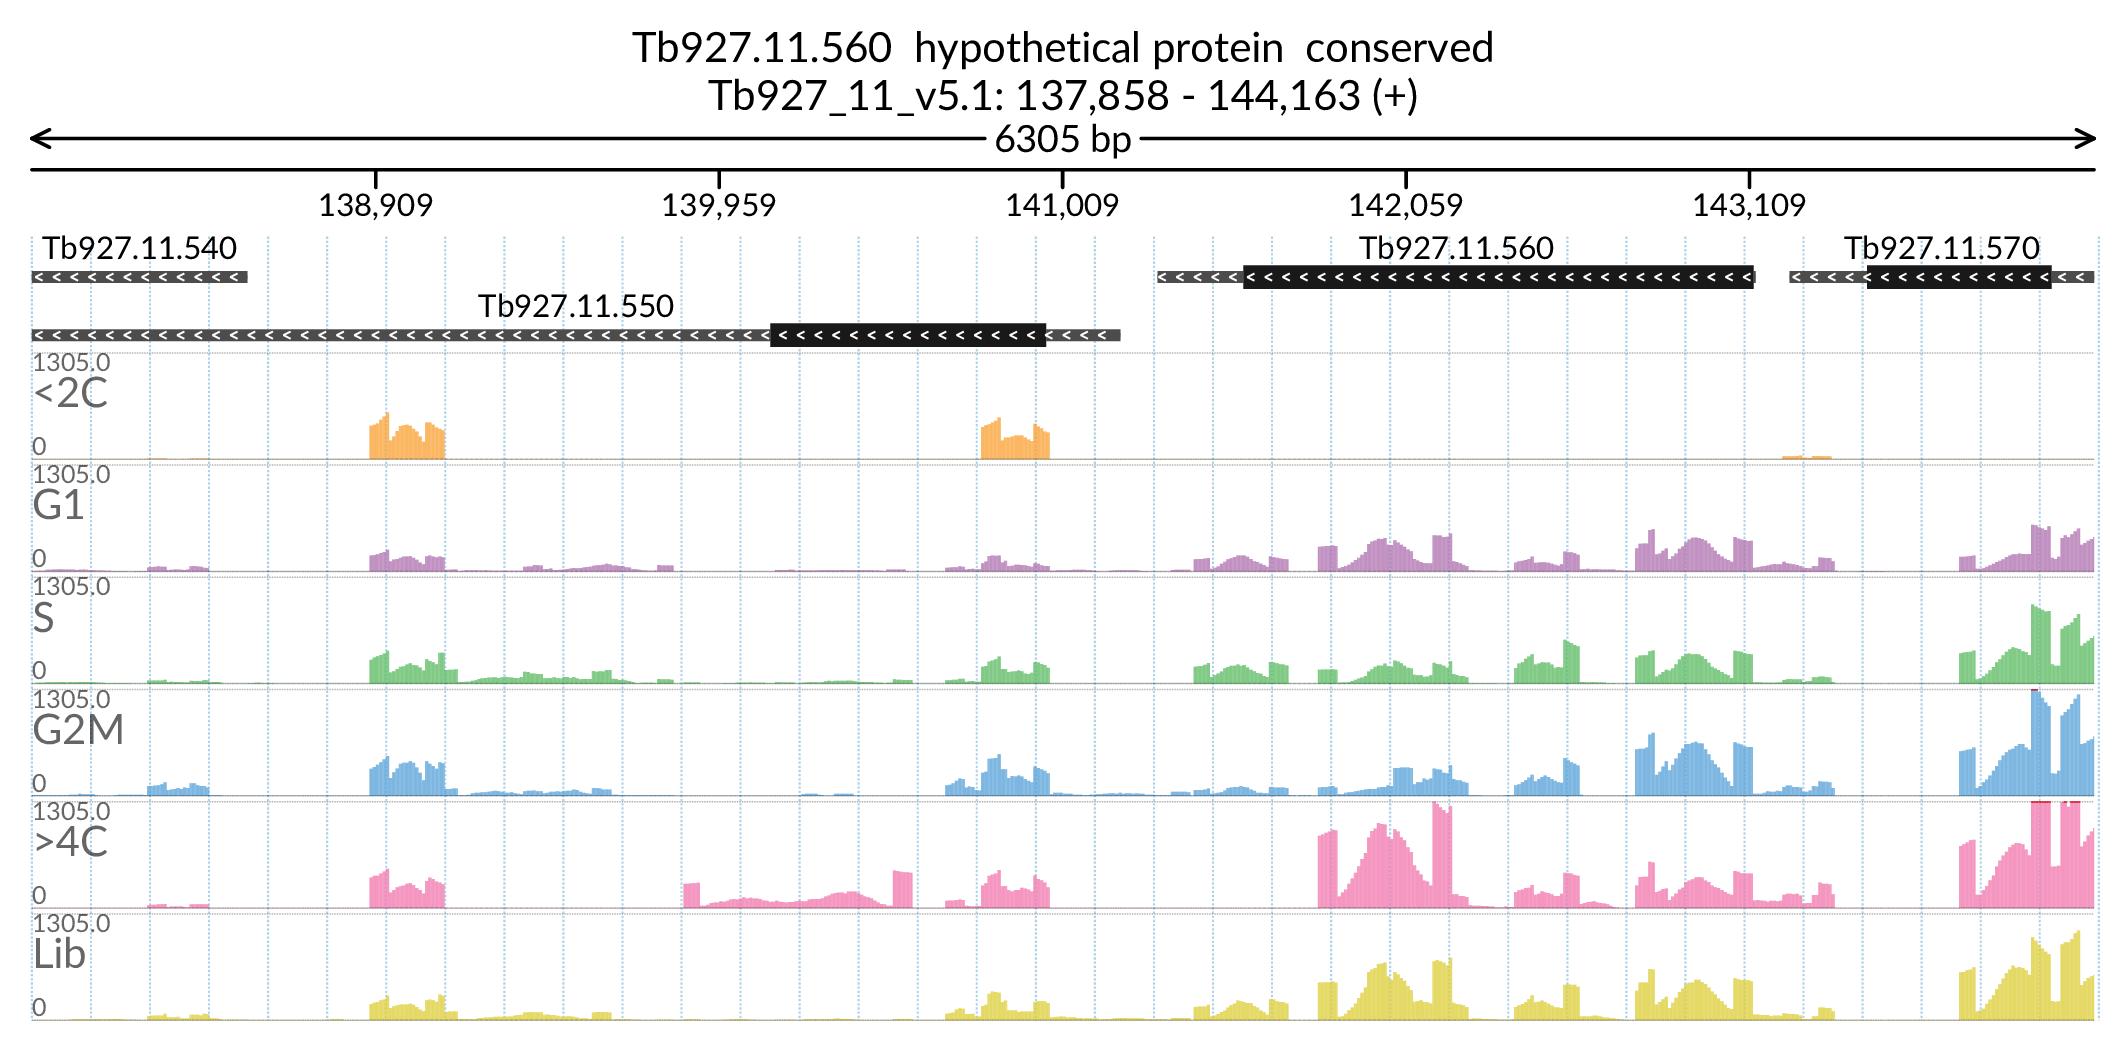 Tb927.11.560  hypothetical protein  conserved
Tb927_11_v5.1: 137,858 - 144,163 (+)
6305 bp
138,909 139,959 141,009 142,059 143,109
Tb927.11.540 Tb927.11.560 Tb927.11.570
Tb927.11.550
1305.0
<2C
0
1305.0
G1
0
1305.0
S
0
1305.0
G2M
0
1305.0
>4C
0
1305.0
Lib
0